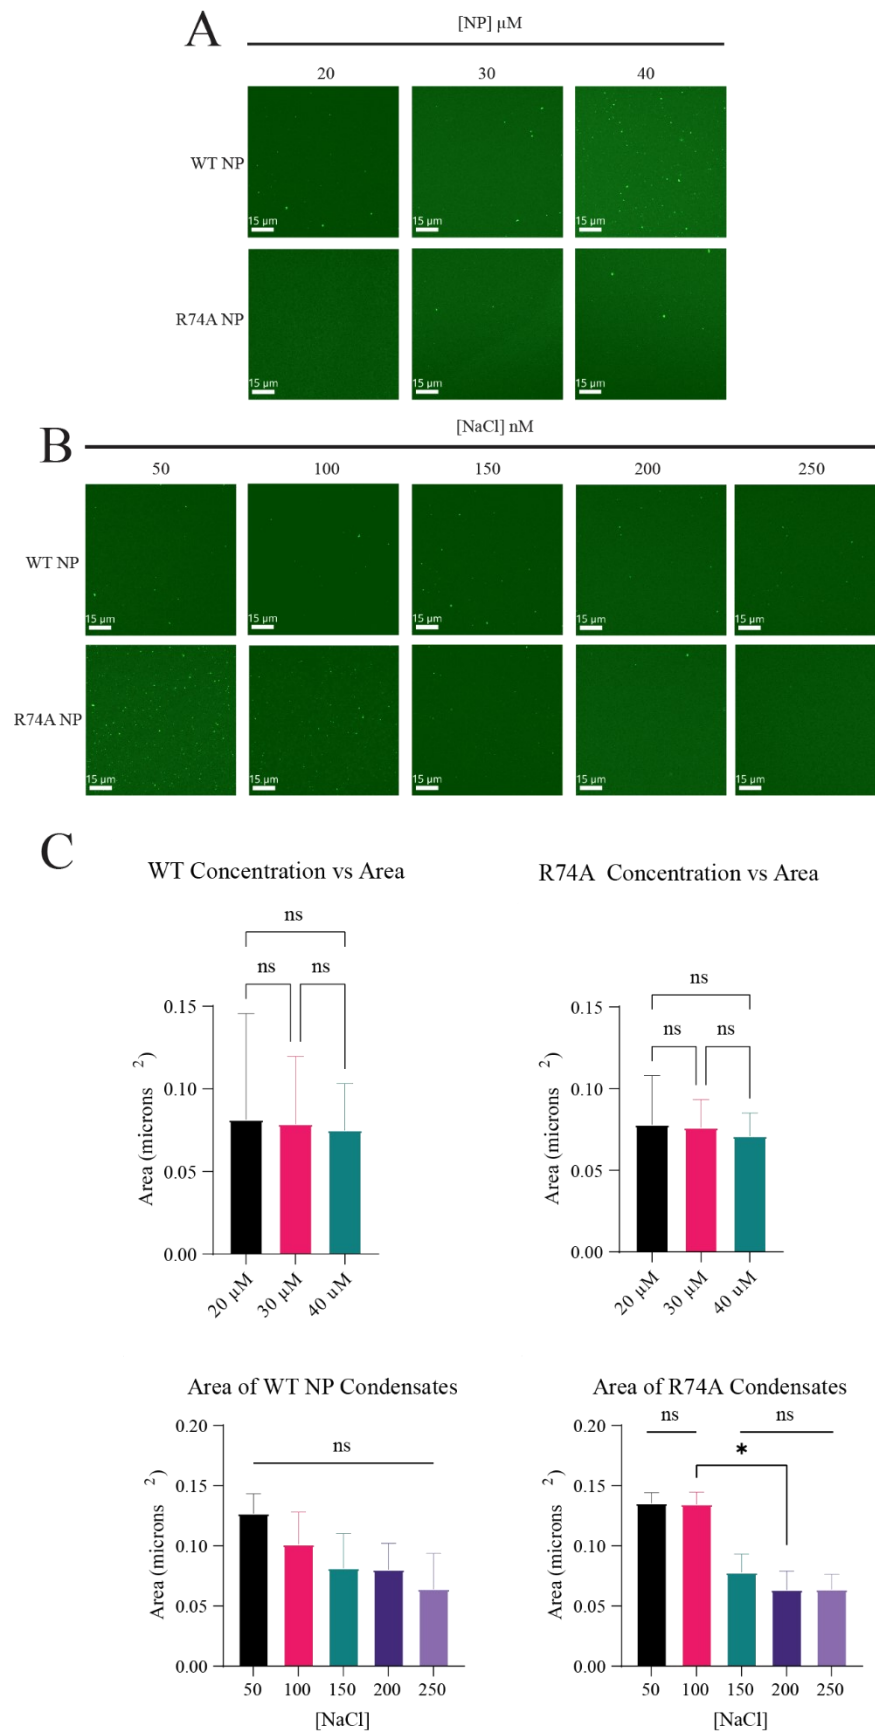 A
[NP] µM
20 30 40
WT NP
15 µm 15 µm 15 µm
R74A NP
15 µm 15 µm 15 µm
B
[NaCl] nM
50 100 150 200 250
WT NP
15 µm 15 µm 15 µm 15 µm 15 µm
R74A NP
15 µm 15 µm 15 µm 15 µm 15 µm
C
WT Concentration vs Area
ns
ns ns
0.15
0.10
0.05
0.00
Area (microns 2)
20 µM 30 µM 40 uM
R74A Concentration vs Area
ns
ns ns
0.15
0.10
0.05
0.00
Area (microns 2)
20 µM 30 µM 40 µM
Area of WT NP Condensates
ns
0.20
0.15
0.10
0.05
0.00
Area (microns 2)
50 100 150 200 250
[NaCl]
Area of R74A Condensates
ns ns
*
0.20
0.15
0.10
0.05
0.00
Area (microns 2)
50 100 150 200 250
[NaCl]